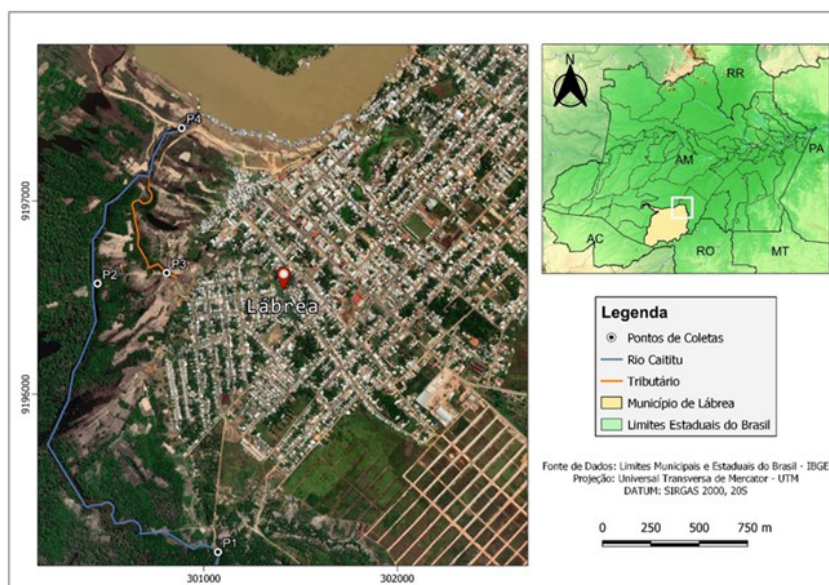 P4
P3
P2
P1
Lábrea
9197000
9196000
301000
302000
N
RR
AM
PA
AC
RO
MT
Legenda
Pontos de Coletas
Rio Caititu
Tributário
Município de Lábrea
Limites Estaduais do Brasil
Fonte de Dados: Limites Municipais e Estaduais do Brasil - IBGE
Projeção: Universal Transversa de Mercator - UTM
DATUM: SIRGAS 2000, 20S
0 250 500 750 m